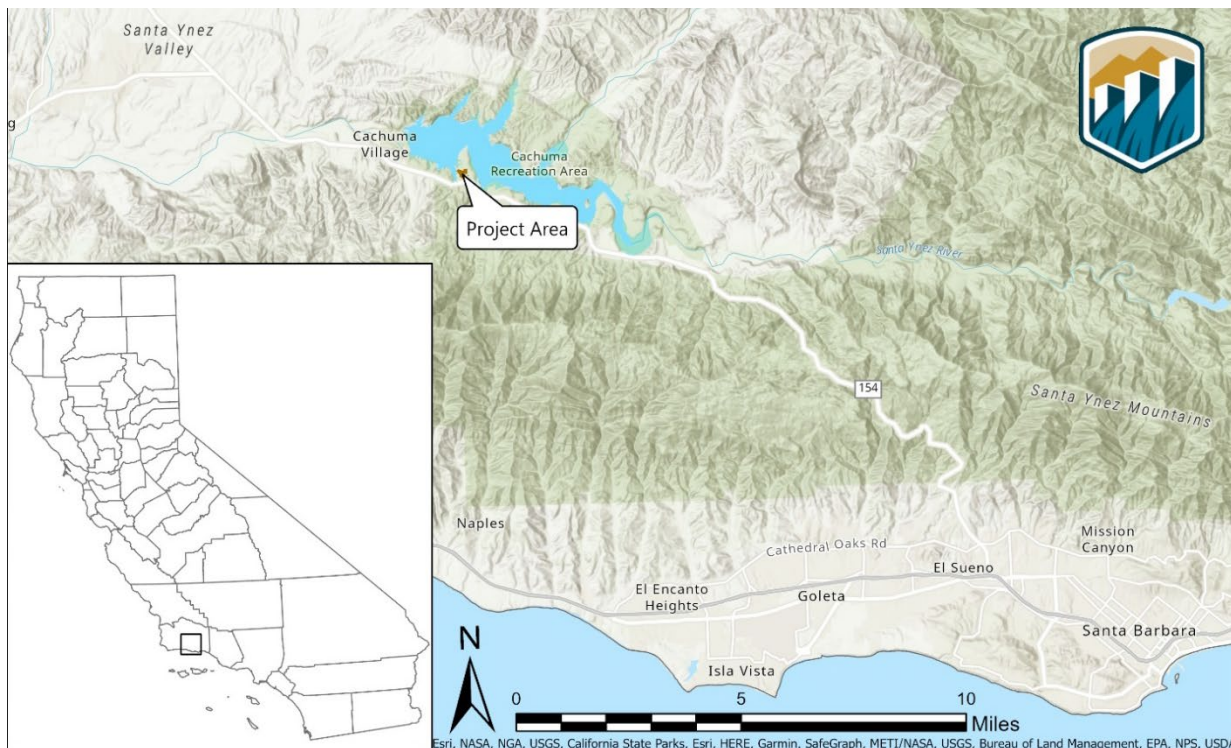 Santa Ynez
Valley
g
Cachuma
Village
Cachuma
Recreation Area
Project Area
Santa Ynez
River
154
Santa Ynez Mountains
Naples
Cathedral Oaks Rd
Mission
Canyon
El Sueno
El Encanto
Heights
Goleta
Santa Barbara
Isla Vista
N
0
5
10
Miles
Esri, NASA, NGA, USGS, California State Parks, Esri, HERE, Garmin, SafeGraph, METI/NASA, USGS, Bureau of Land Management, EPA, NPS, USDA